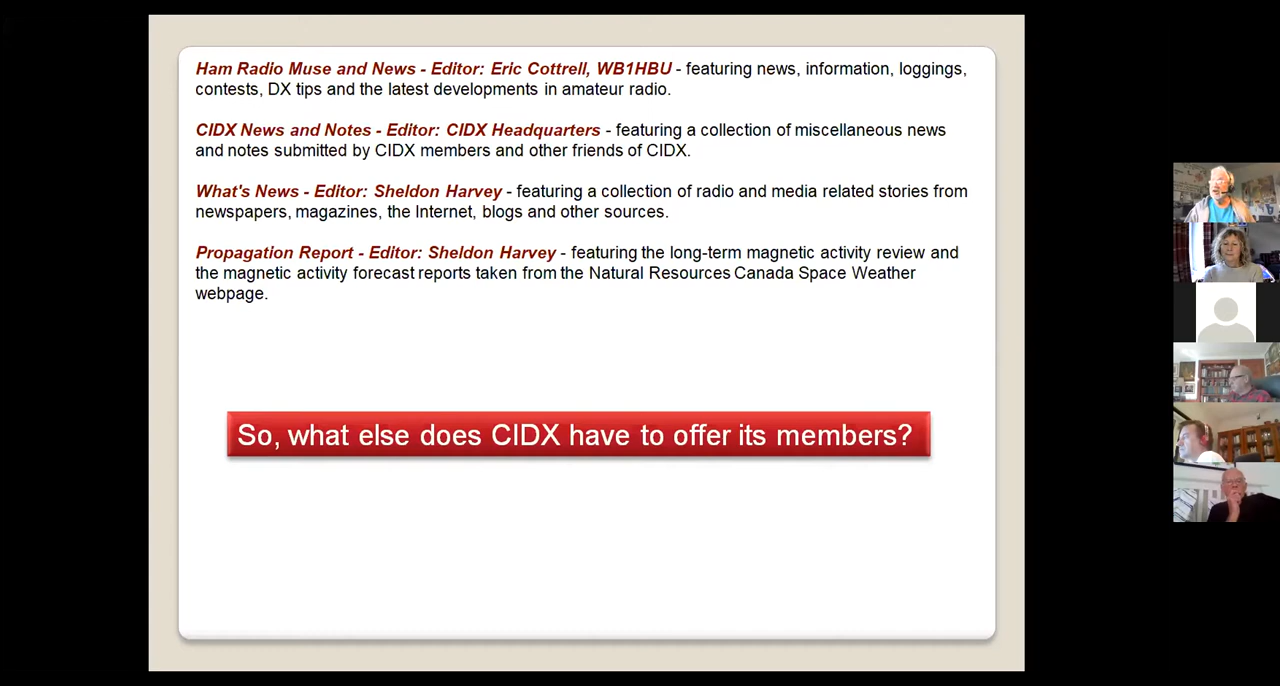 Ham Radio Muse and News - Editor: Eric Cottrell, WB1HBU - featuring news, information, loggings,
contests, DX tips and the latest developments in amateur radio.
CIDX News and Notes - Editor: CIDX Headquarters - featuring a collection of miscellaneous news
and notes submitted by CIDX members and other friends of CIDX.
What's News - Editor: Sheldon Harvey - featuring a collection of radio and media related stories from
newspapers, magazines, the Internet, blogs and other sources.
Propagation Report - Editor: Sheldon Harvey - featuring the long-term magnetic activity review and
the magnetic activity forecast reports taken from the Natural Resources Canada Space Weather
webpage.
So, what else does CIDX have to offer its members?